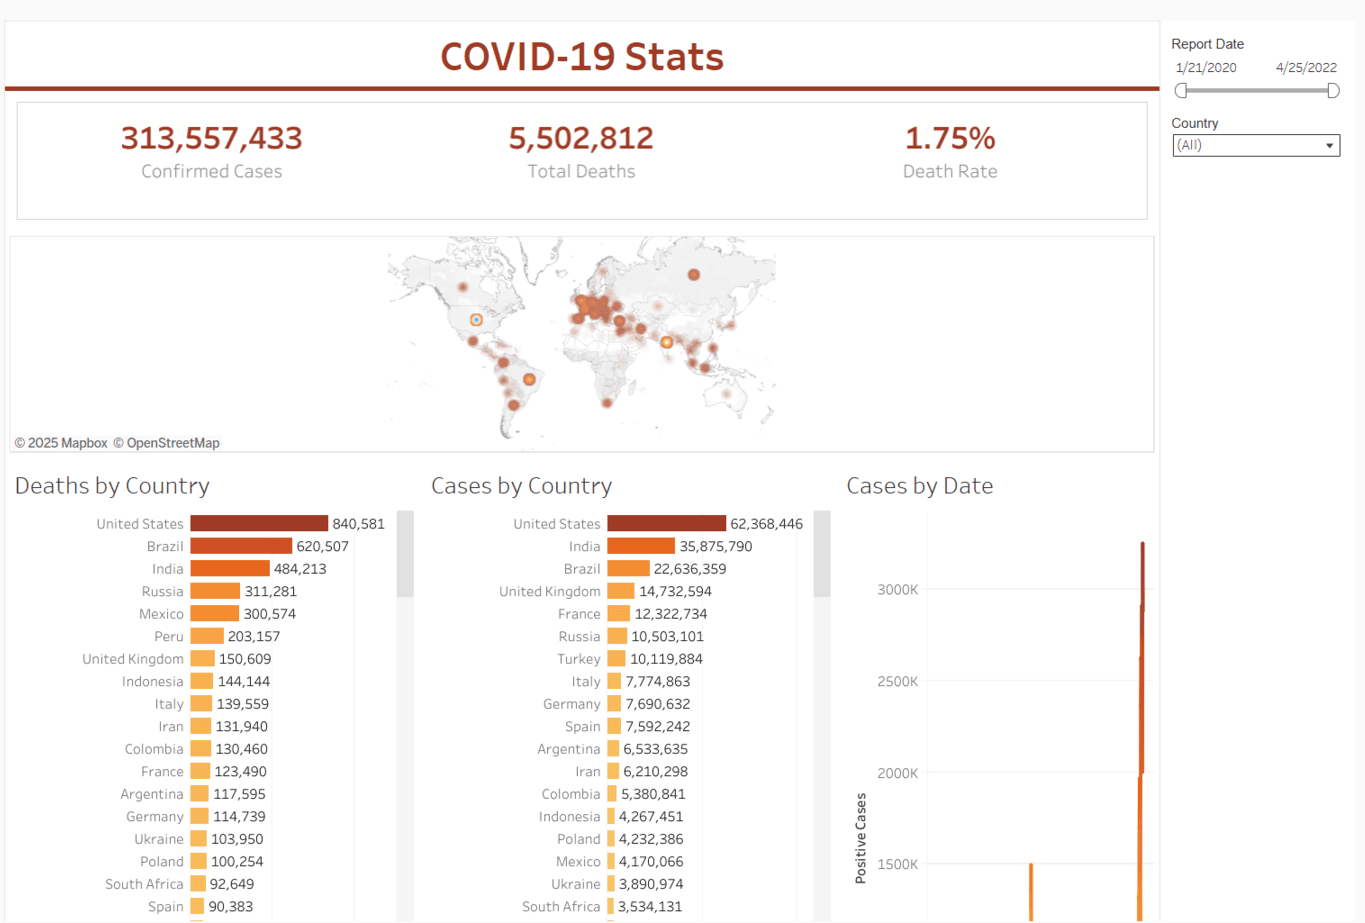 COVID-19 Stats
313,557,433
Confirmed Cases
5,502,812
Total Deaths
1.75%
Death Rate
Report Date
1/21/2020 4/25/2022
Country
(All)
© 2025 Mapbox © OpenStreetMap
Deaths by Country
United States 840,581
Brazil 620,507
India 484,213
Russia 311,281
Mexico 300,574
Peru 203,157
United Kingdom 150,609
Indonesia 144,144
Italy 139,559
Iran 131,940
Colombia 130,460
France 123,490
Argentina 117,595
Germany 114,739
Ukraine 103,950
Poland 100,254
South Africa 92,649
Spain 90,383
Cases by Country
United States 62,368,446
India 35,875,790
Brazil 22,636,359
United Kingdom 14,732,594
France 12,322,734
Russia 10,503,101
Turkey 10,119,884
Italy 7,774,863
Germany 7,690,632
Spain 7,592,242
Argentina 6,533,635
Iran 6,210,298
Colombia 5,380,841
Indonesia 4,267,451
Poland 4,232,386
Mexico 4,170,066
Ukraine 3,890,974
South Africa 3,534,131
Cases by Date
Positive Cases
3000K
2500K
2000K
1500K